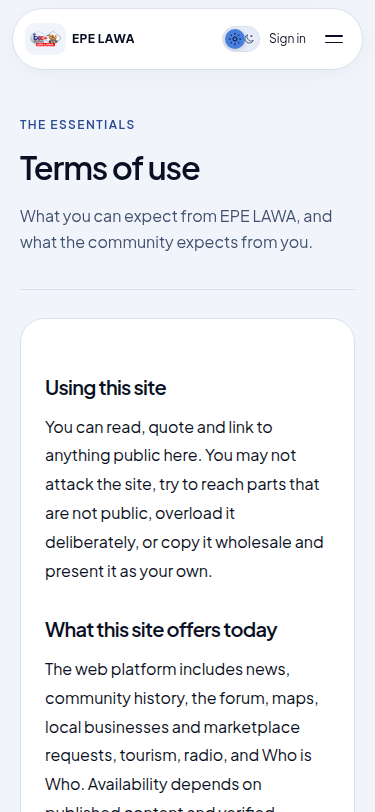 EPE LAWA
Sign in
THE ESSENTIALS
Terms of use
What you can expect from EPE LAWA, and
what the community expects from you.
Using this site
You can read, quote and link to
anything public here. You may not
attack the site, try to reach parts that
are not public, overload it
deliberately, or copy it wholesale and
present it as your own.
What this site offers today
The web platform includes news,
community history, the forum, maps,
local businesses and marketplace
requests, tourism, radio, and Who is
Who. Availability depends on
published content and verified